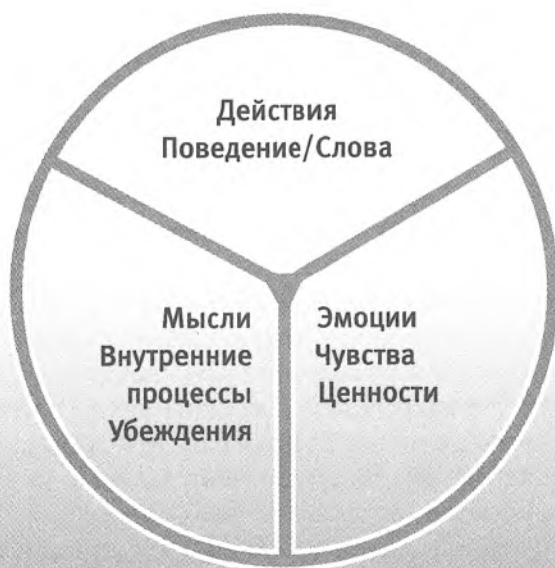 Действия
Поведение/Слова
Мысли
Внутренние
процессы
Убеждения
Эмоции
Чувства
Ценности